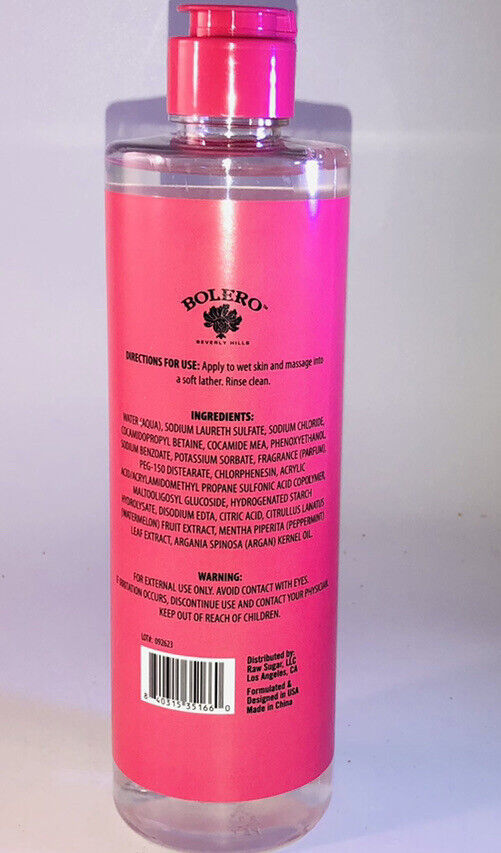 BOLERO™
BEVERLY HILLS
DIRECTIONS FOR USE: Apply to wet skin and massage into
a soft lather. Rinse clean.
INGREDIENTS:
WATER "AQUA), SODIUM LAURETH SULFATE, SODIUM CHLORIDE,
COCAMIDOPROPYL BETAINE, COCAMIDE MEA, PHENOXYETHANOL,
SODIUM BENZOATE, POTASSIUM SORBATE, FRAGRANCE (PARFUM),
PEG-150 DISTEARATE, CHLORPHENESIN, ACRYLIC
ACID/ACRYLAMIDOMETHYL PROPANE SULFONIC ACID COPOLYMER,
MALTOOLIGOSYL GLUCOSIDE, HYDROGENATED STARCH
HYDROLYSATE, DISODIUM EDTA, CITRIC ACID, CITRULLUS LANATUS
(WATERMELON) FRUIT EXTRACT, MENTHA PIPERITA (PEPPERMINT)
LEAF EXTRACT, ARGANIA SPINOSA (ARGAN) KERNEL OIL.
WARNING:
FOR EXTERNAL USE ONLY. AVOID CONTACT WITH EYES.
IF IRRITATION OCCURS, DISCONTINUE USE AND CONTACT YOUR PHYSICIAN.
KEEP OUT OF REACH OF CHILDREN.
LOT#: 092623
8 40315 35166 0
Distributed by:
Raw Sugar, LLC
Los Angeles, CA
Formulated &
Designed in USA
Made in China